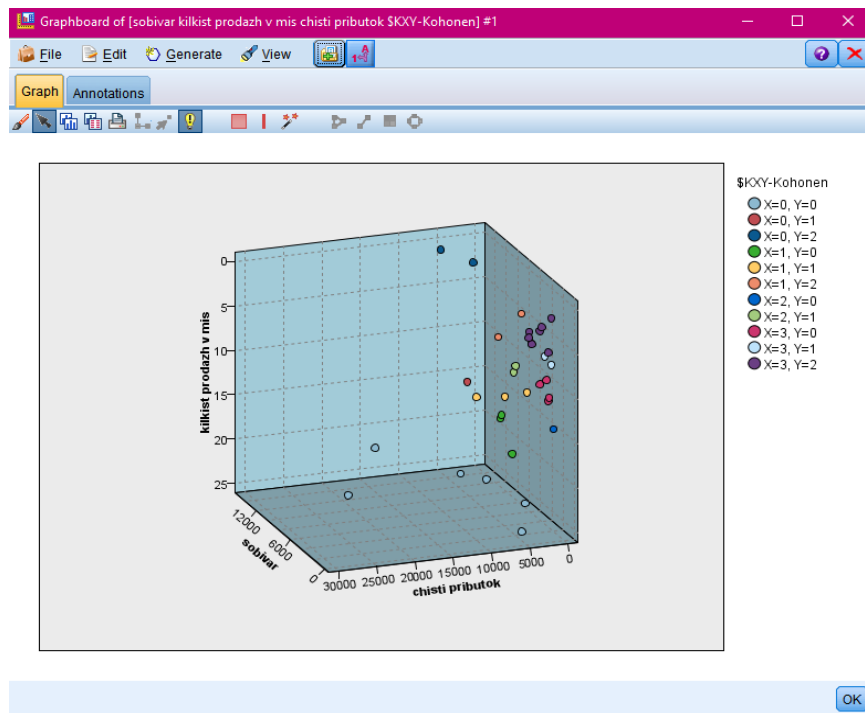 Graphboard of [sobivar kilkist prodazh v mis chisti pributok $KXY-Kohonen] #1
File Edit Generate View
Graph Annotations
$KXY-Kohonen
X=0, Y=0
X=0, Y=1
X=0, Y=2
X=1, Y=0
X=1, Y=1
X=1, Y=2
X=2, Y=0
X=2, Y=1
X=3, Y=0
X=3, Y=1
X=3, Y=2
kilkist prodazh v mis
0
5
10
15
20
25
12000
6000
0
sobivar
30000 25000 20000 15000 10000 5000 0
chisti pributok
OK